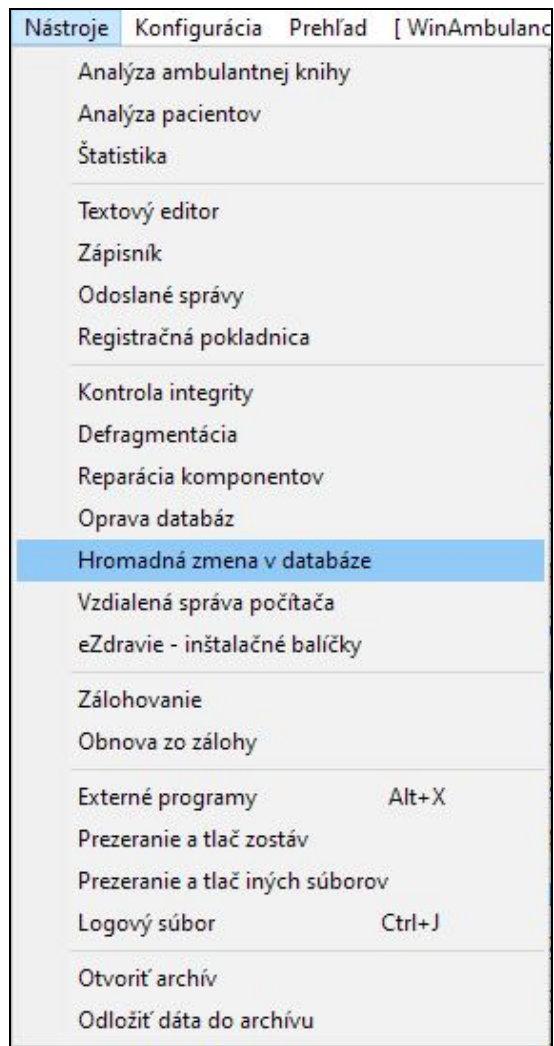 Nástroje Konfigurácia Prehľad [ WinAmbulanc
Analýza ambulantnej knihy
Analýza pacientov
Štatistika
Textový editor
Zápisník
Odoslané správy
Registračná pokladnica
Kontrola integrity
Defragmentácia
Reparácia komponentov
Oprava databáz
Hromadná zmena v databáze
Vzdialená správa počítača
eZdravie - inštalačné balíčky
Zálohovanie
Obnova zo zálohy
Externé programy Alt+X
Prezeranie a tlač zostáv
Prezeranie a tlač iných súborov
Logový súbor Ctrl+J
Otvoriť archív
Odložiť dáta do archívu